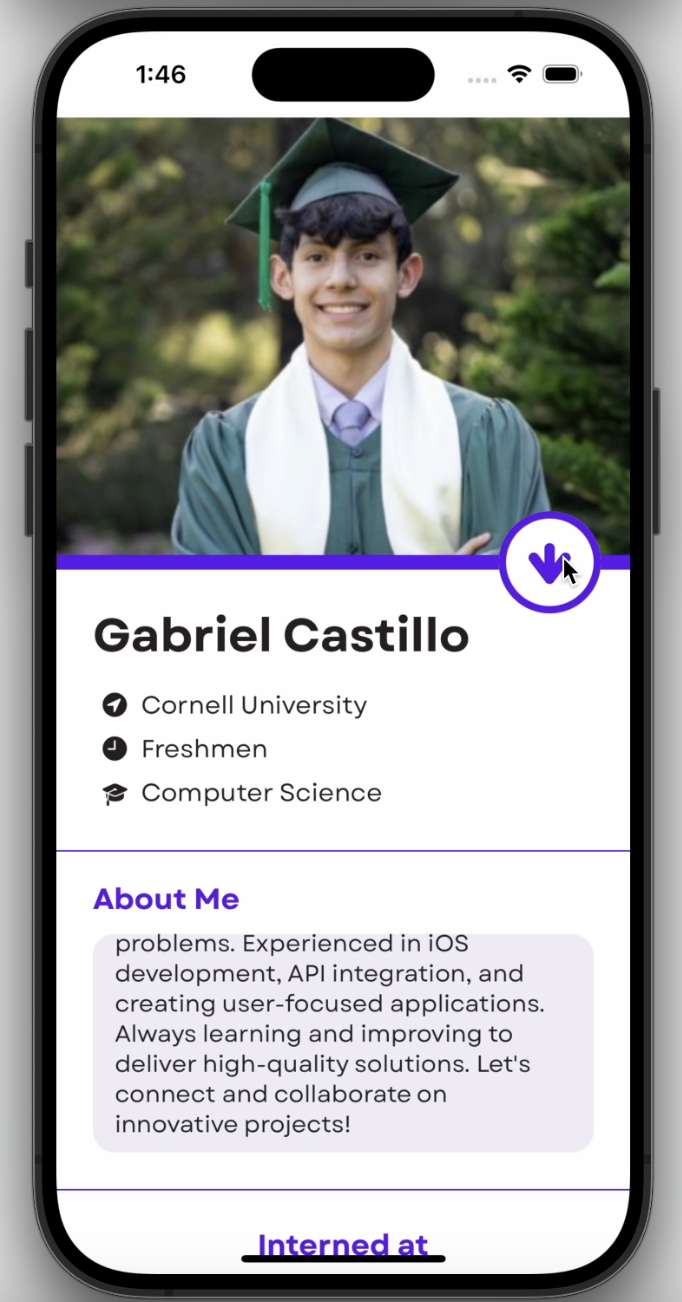 1:46
Gabriel Castillo
Cornell University
Freshmen
Computer Science
About Me
problems. Experienced in iOS
development, API integration, and
creating user-focused applications.
Always learning and improving to
deliver high-quality solutions. Let's
connect and collaborate on
innovative projects!
Interned at